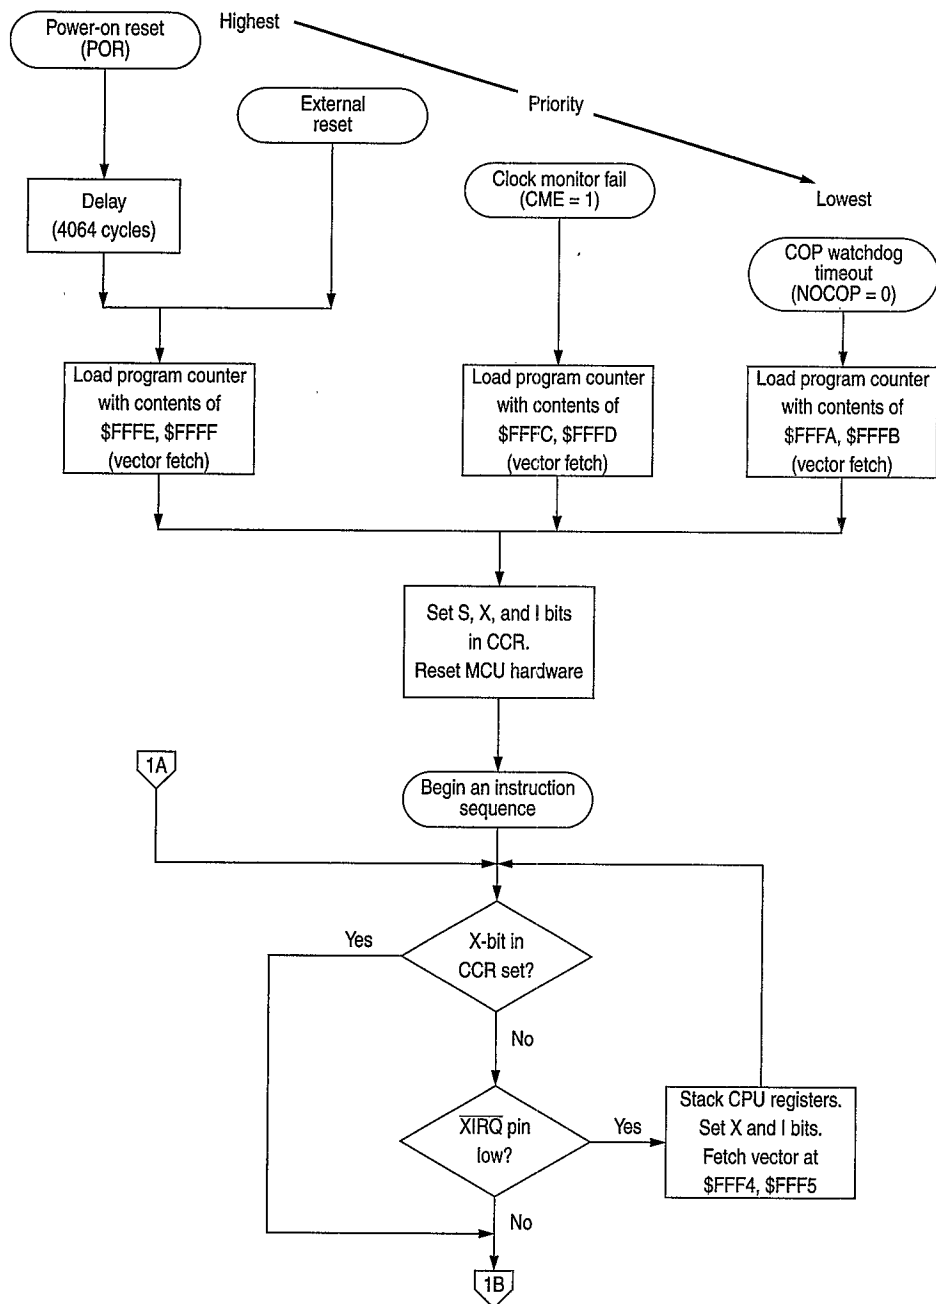 Power-on reset
(POR)
Highest
External
reset
Priority
Clock monitor fail
(CME = 1)
Lowest
Delay
(4064 cycles)
COP watchdog
timeout
(NOCOP = 0)
Load program counter
with contents of
$FFFE, $FFFF
(vector fetch)
Load program counter
with contents of
$FFFC, $FFFD
(vector fetch)
Load program counter
with contents of
$FFFA, $FFFB
(vector fetch)
Set S, X, and I bits
in CCR.
Reset MCU hardware
1A
Begin an instruction
sequence
Yes
X-bit in
CCR set?
No
XIRQ pin
low?
Yes
Stack CPU registers.
Set X and I bits.
Fetch vector at
$FFF4, $FFF5
No
1B